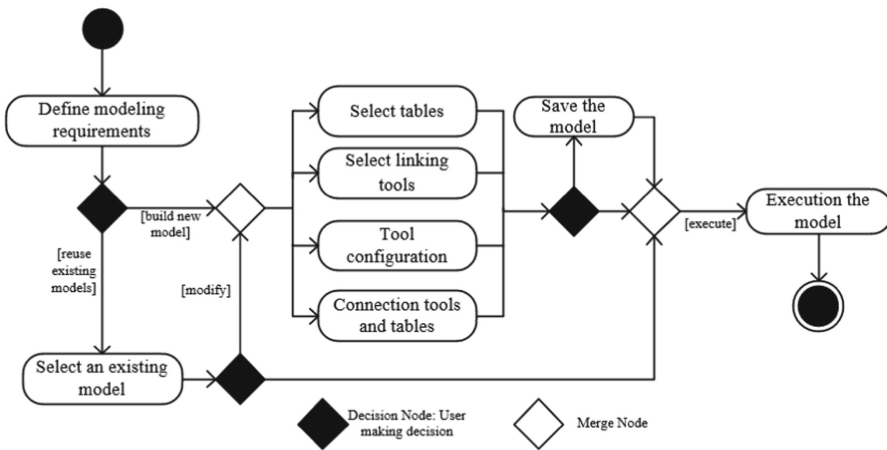 Define modeling
requirements
[build new
model]
[reuse
existing
models]
[modify]
Select an existing
model
Select tables
Select linking
tools
Tool
configuration
Connection tools
and tables
Save the
model
[execute]
Execution the
model
Decision Node: User
making decision
Merge Node